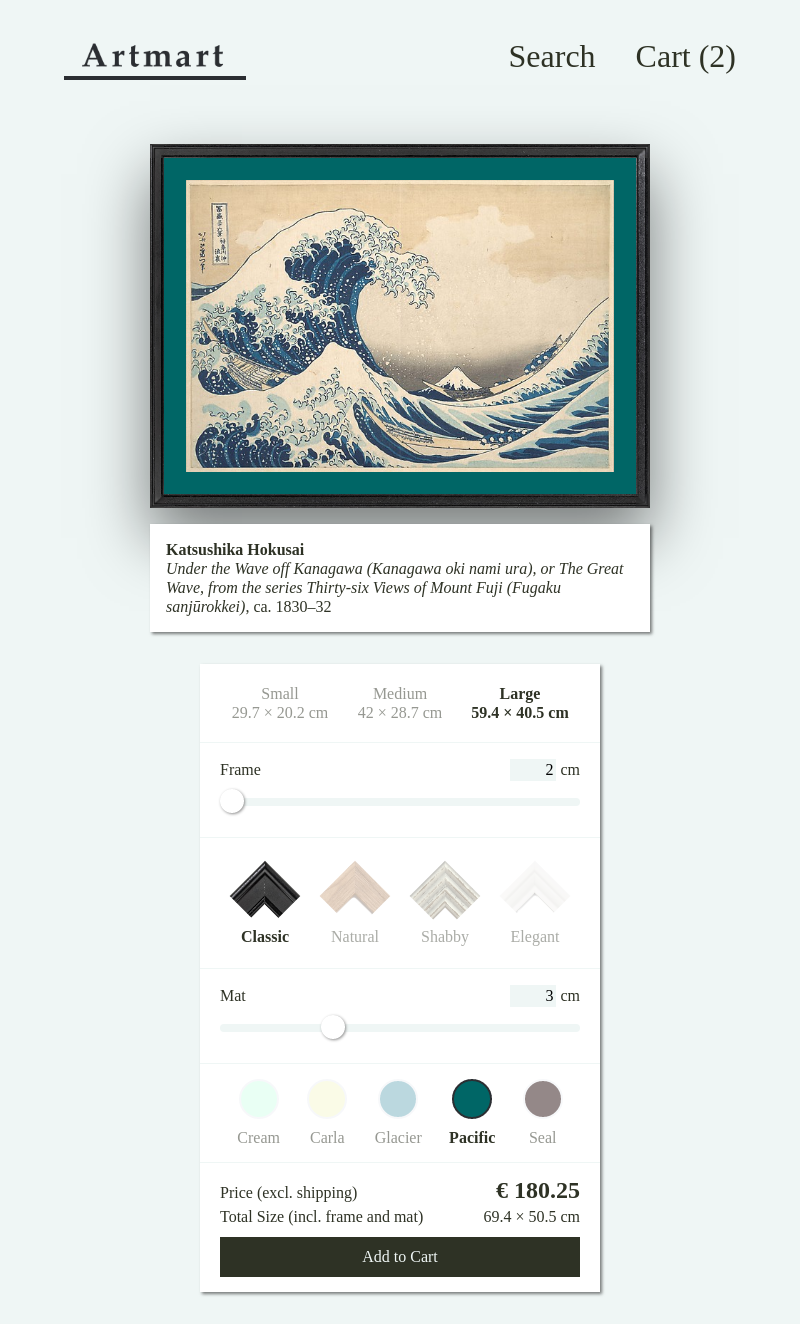 Artmart
Search
Cart (2)
Katsushika Hokusai
Under the Wave off Kanagawa (Kanagawa oki nami ura), or The Great
Wave, from the series Thirty-six Views of Mount Fuji (Fugaku
sanjūrokkei), ca. 1830–32
Small
29.7 × 20.2 cm
Medium
42 × 28.7 cm
Large
59.4 × 40.5 cm
Frame
2 cm
Classic
Natural
Shabby
Elegant
Mat
3 cm
Cream
Carla
Glacier
Pacific
Seal
Price (excl. shipping)
€ 180.25
Total Size (incl. frame and mat)
69.4 × 50.5 cm
Add to Cart